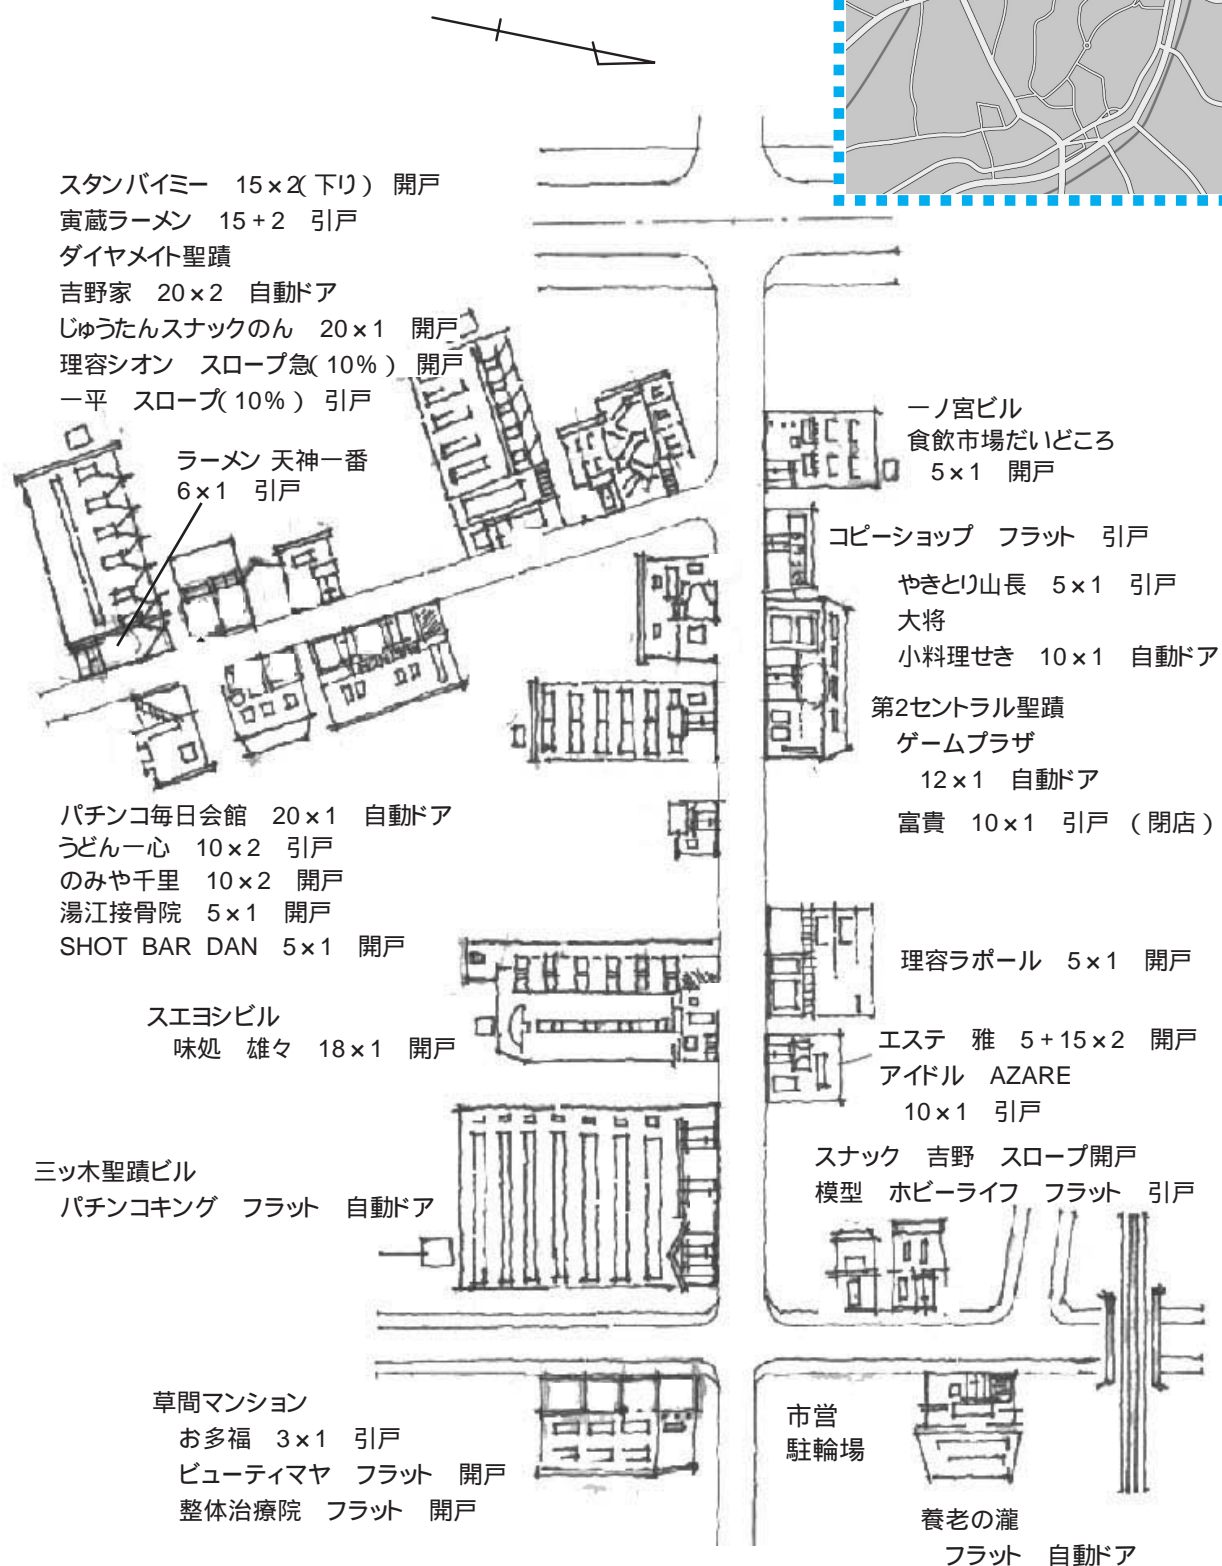 スタンバイミー 15×2(下り) 開戸
寅蔵ラーメン 15+2 引戸
ダイヤメイト聖蹟
吉野家 20×2 自動ドア
じゅうたんスナックのん 20×1 開戸
理容シオン スロープ急(10%) 開戸
一平 スロープ(10%) 引戸
ラーメン 天神一番
6×1 引戸
一ノ宮ビル
食飲市場だいどころ
5×1 開戸
コピーショップ フラット 引戸
やきとり山長 5×1 引戸
大将
小料理せき 10×1 自動ドア
第2セントラル聖蹟
ゲームプラザ
12×1 自動ドア
富貴 10×1 引戸 (閉店)
パチンコ毎日会館 20×1 自動ドア
うどん一心 10×2 引戸
のみや千里 10×2 開戸
湯江接骨院 5×1 開戸
SHOT BAR DAN 5×1 開戸
理容ラポール 5×1 開戸
スエヨシビル
味処 雄々 18×1 開戸
エステ 雅 5+15×2 開戸
アイドル AZARE
10×1 引戸
三ッ木聖蹟ビル
パチンコキング フラット 自動ドア
スナック 吉野 スロープ開戸
模型 ホビーライフ フラット 引戸
草間マンション
お多福 3×1 引戸
ビューティマヤ フラット 開戸
整体治療院 フラット 開戸
市営
駐輪場
養老の瀧
フラット 自動ドア